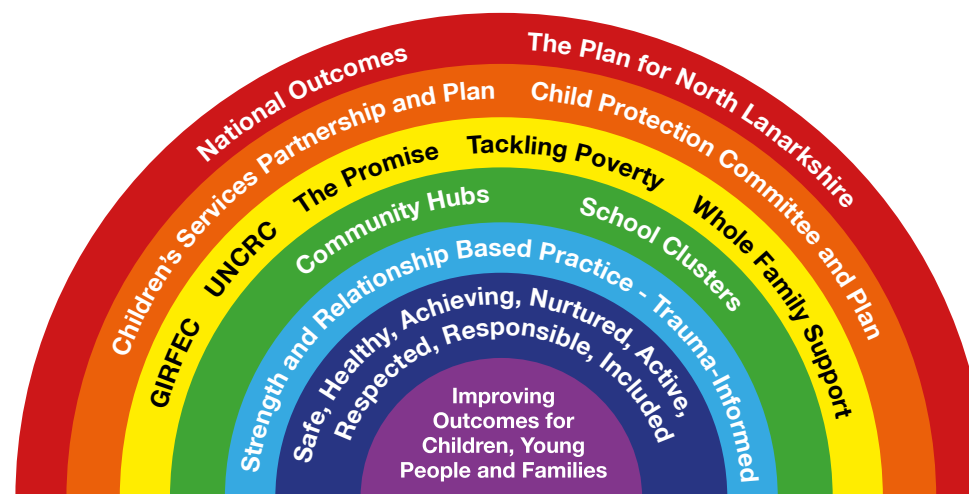 National Outcomes
The Plan for North Lanarkshire
Children's Services Partnership and Plan
Child Protection Committee and Plan
GIRFEC
UNCRC
The Promise
Tackling Poverty
Whole Family Support
Community Hubs
School Clusters
Strength and Relationship Based Practice - Trauma-Informed
Safe, Healthy, Achieving, Nurtured, Active,
Respected, Responsible, Included
Improving
Outcomes for
Children, Young
People and Families